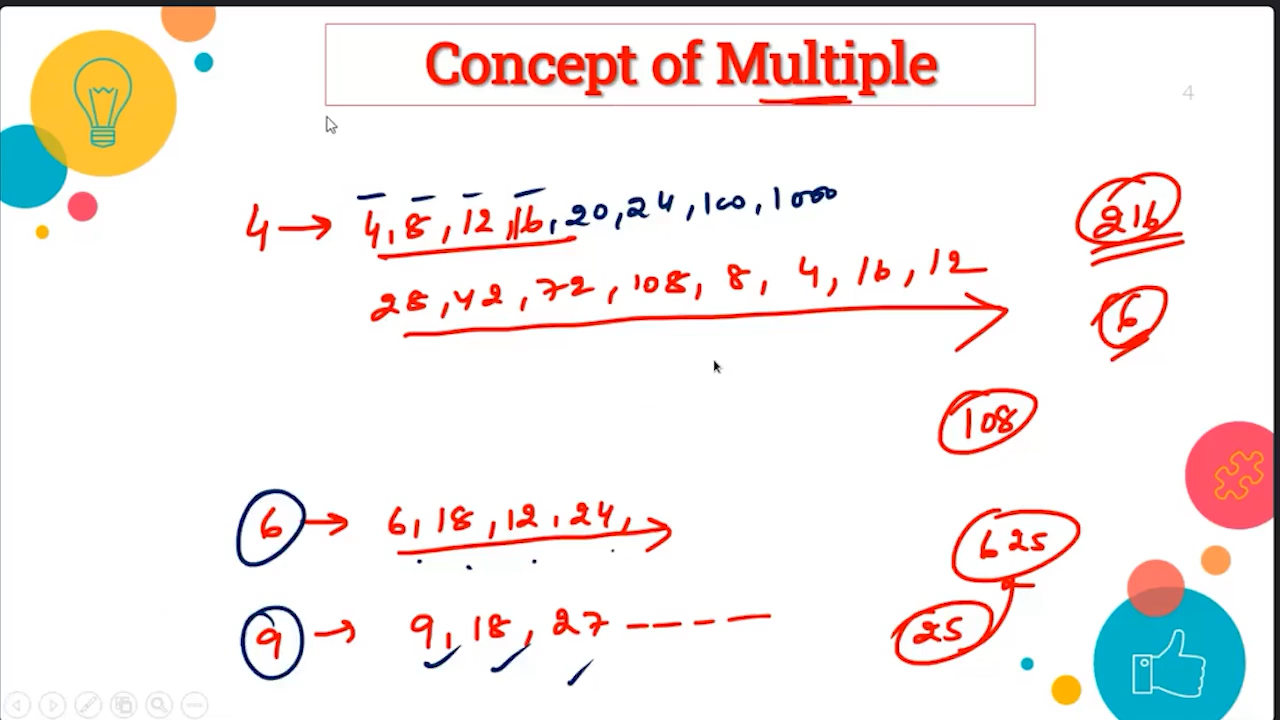 Concept of Multiple
4
4 → 4, 8, 12, 16, 20, 24, 100, 1000
216
28, 42, 72, 108, 8, 4, 16, 12
6
108
6 → 6, 18, 12, 24,
625
9 → 9, 18, 27 ----
25